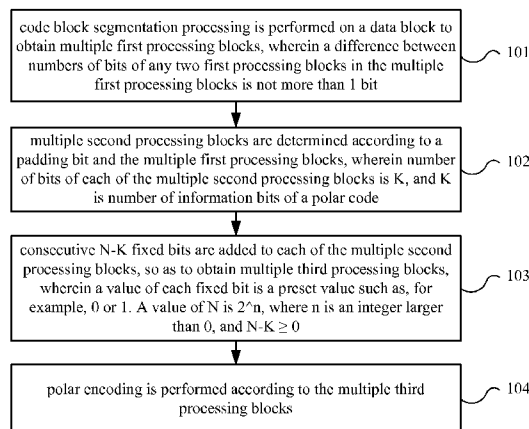 code block segmentation processing is performed on a data block to
obtain multiple first processing blocks, wherein a difference between
numbers of bits of any two first processing blocks in the multiple
first processing blocks is not more than 1 bit
101
multiple second processing blocks are determined according to a
padding bit and the multiple first processing blocks, wherein number
of bits of each of the multiple second processing blocks is K, and K
is number of information bits of a polar code
102
consecutive N-K fixed bits are added to each of the multiple second
processing blocks, so as to obtain multiple third processing blocks,
wherein a value of each fixed bit is a preset value such as, for
example, 0 or 1. A value of N is 2^n, where n is an integer larger
than 0, and N-K ≥ 0
103
polar encoding is performed according to the multiple third
processing blocks
104